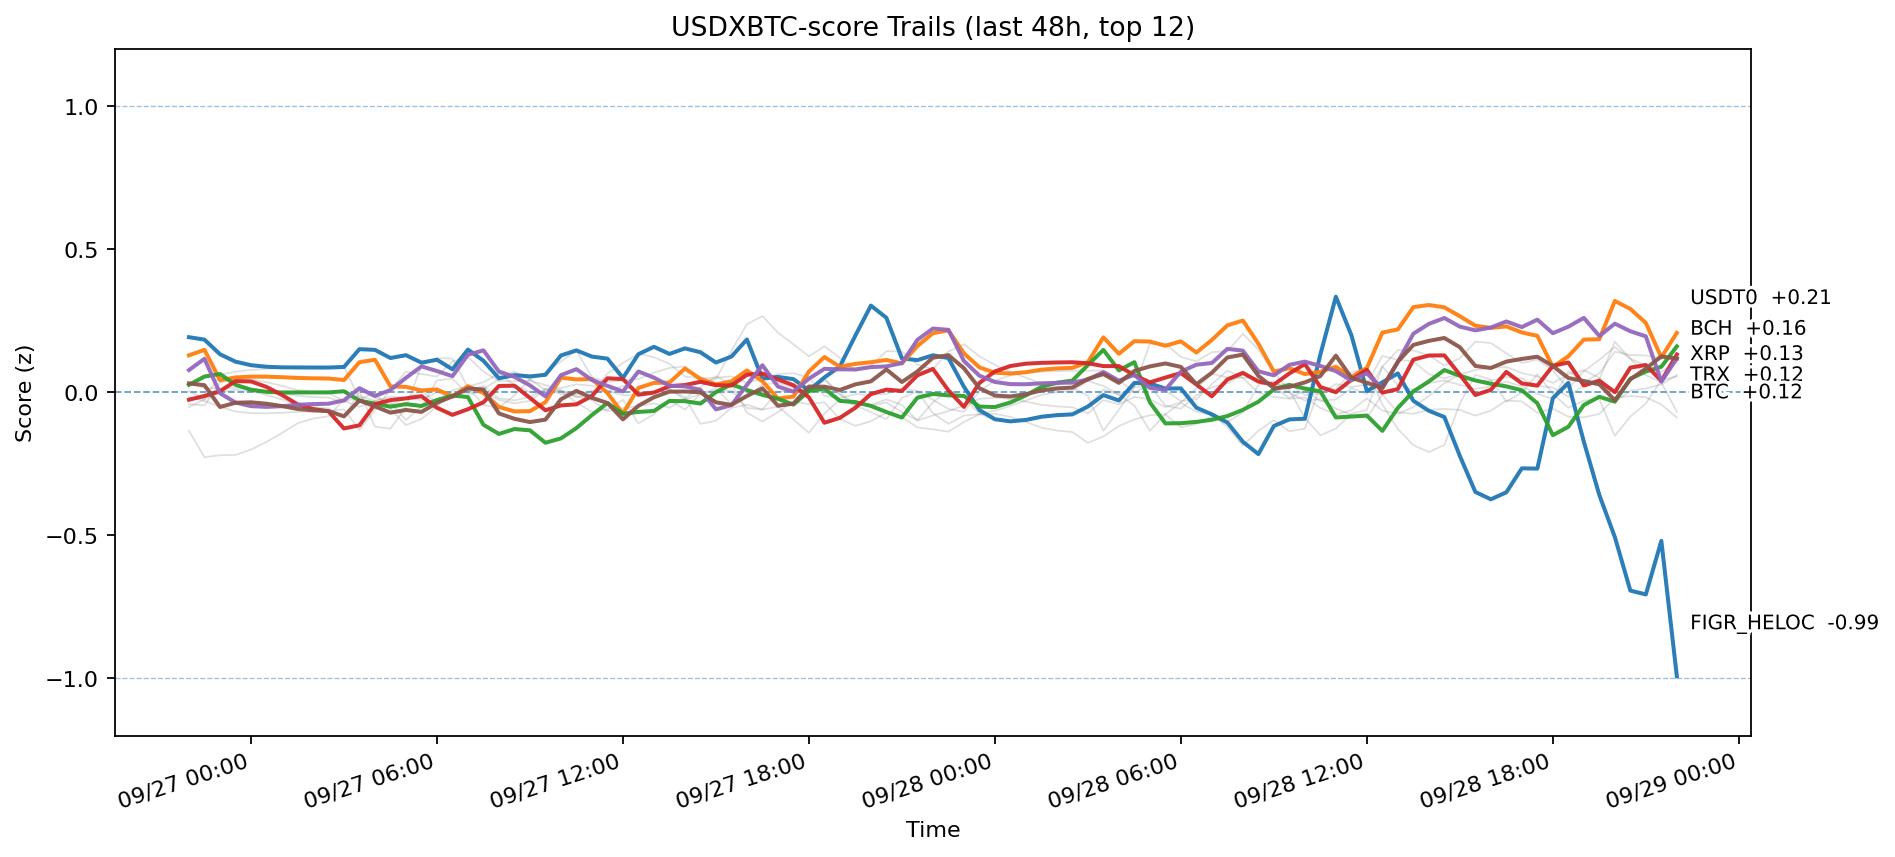 USDXBTC-score Trails (last 48h, top 12)
Score (z)
1.0
0.5
0.0
−0.5
−1.0
USDT0 +0.21
BCH +0.16
XRP +0.13
TRX +0.12
BTC +0.12
FIGR_HELOC -0.99
09/27 00:00
09/27 06:00
09/27 12:00
09/27 18:00
09/28 00:00
09/28 06:00
09/28 12:00
09/28 18:00
09/29 00:00
Time